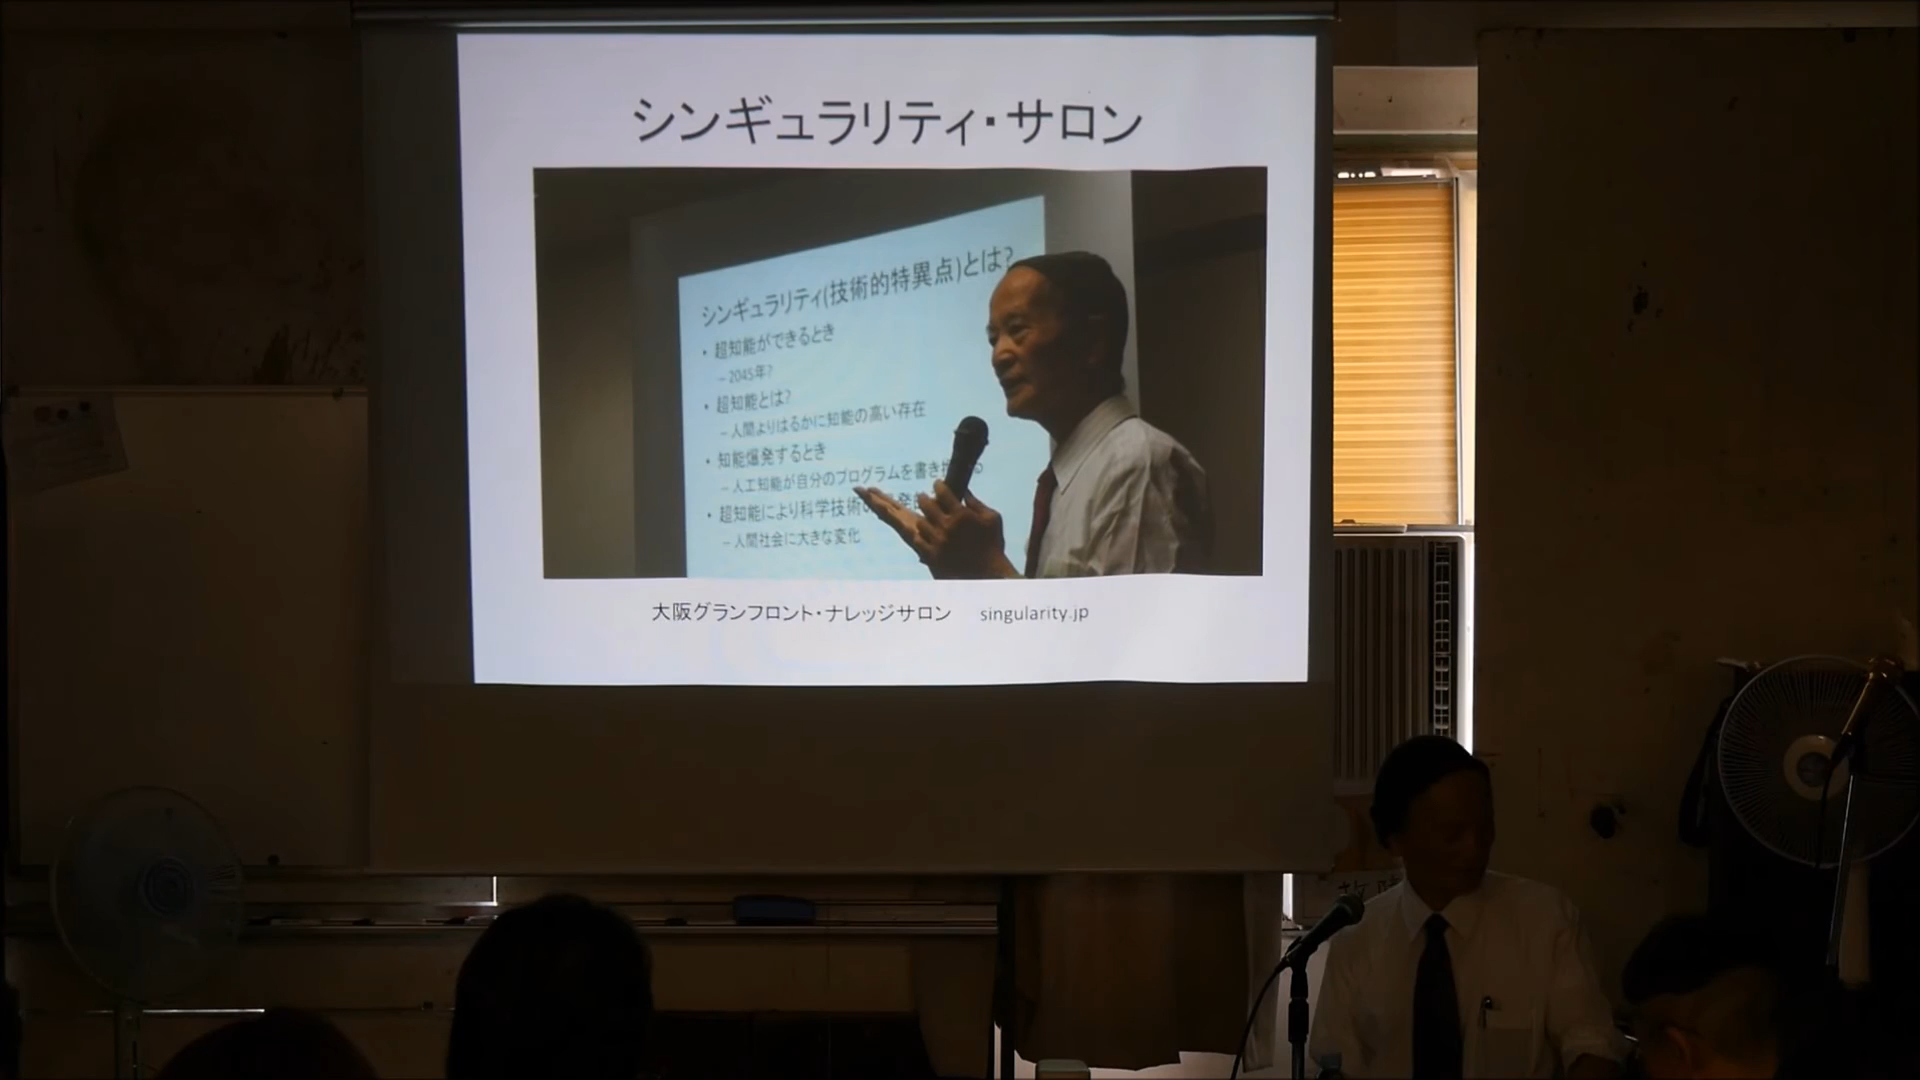 シンギュラリティ・サロン
シンギュラリティ(技術的特異点)とは?
・超知能ができるとき
–2045年?
・超知能とは?
–人間よりはるかに知能の高い存在
・知能爆発するとき
–人工知能が自分のプログラムを書き
・超知能により科学技術の
–人間社会に大きな変化
大阪グランフロント・ナレッジサロン singularity.jp